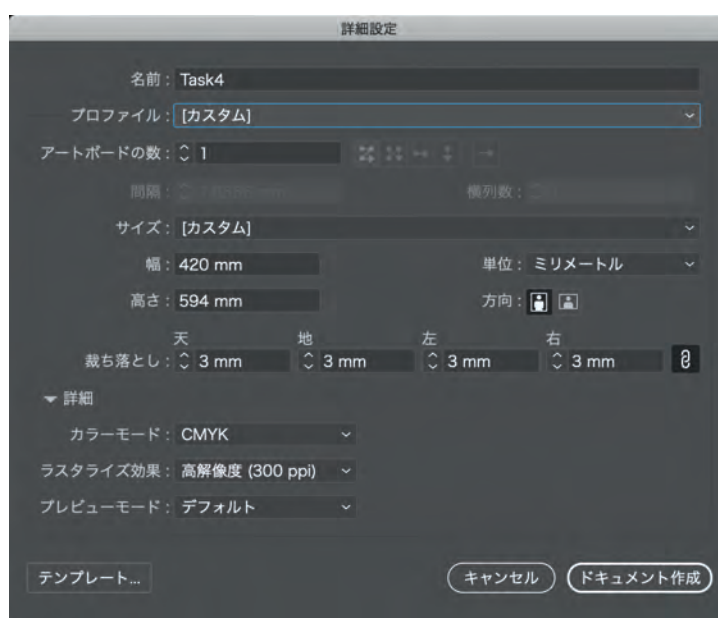 詳細設定
名前 : Task4
プロファイル : [カスタム]
アートボードの数 : 1
間隔 : 横列数 :
サイズ : [カスタム]
幅 : 420 mm 単位 : ミリメートル
高さ : 594 mm 方向 :
天 地 左 右
裁ち落とし : 3 mm 3 mm 3 mm 3 mm
詳細
カラーモード : CMYK
ラスタライズ効果 : 高解像度 (300 ppi)
プレビューモード : デフォルト
テンプレート... キャンセル ドキュメント作成